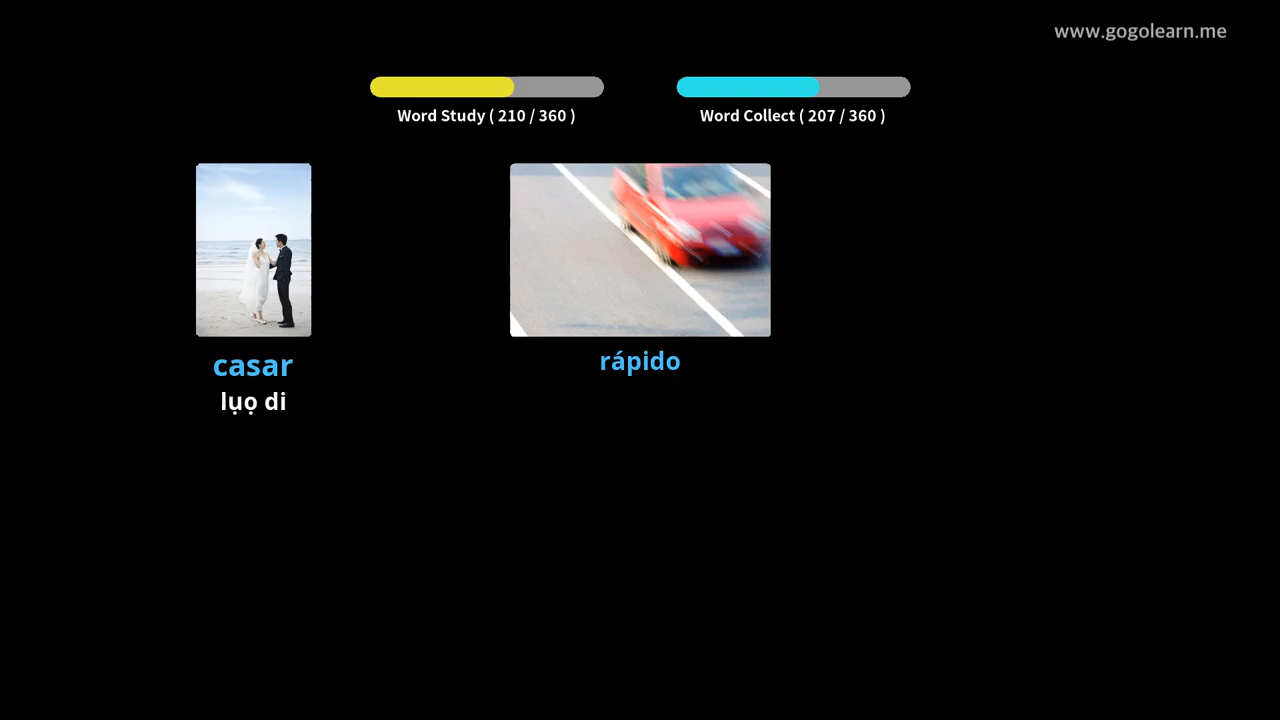 www.gogolearn.me
Word Study ( 210 / 360 )
Word Collect ( 207 / 360 )
casar
lụọ di
rápido